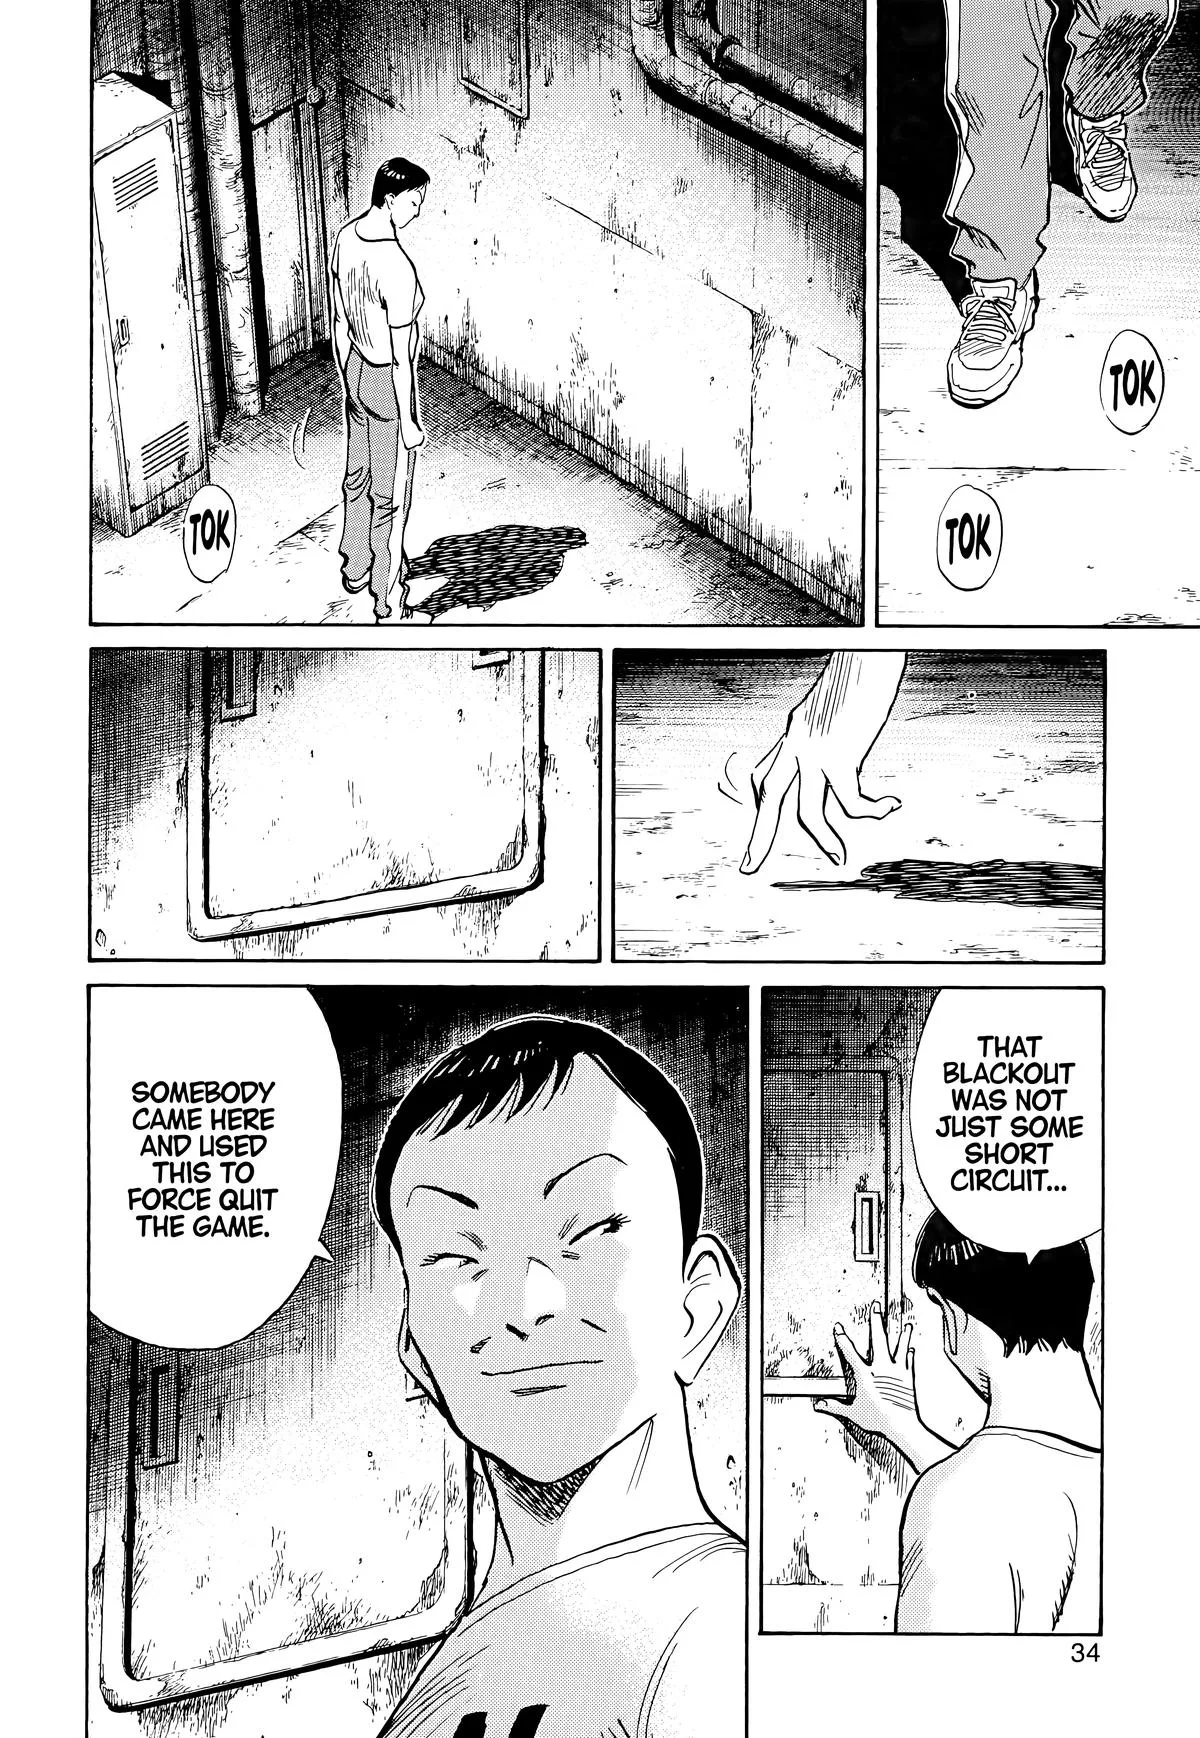 TOK
TOK
TOK
THAT
BLACKOUT
WAS NOT
JUST SOME
SHORT
CIRCUIT...
SOMEBODY
CAME HERE
AND USED
THIS TO
FORCE QUIT
THE GAME.
34